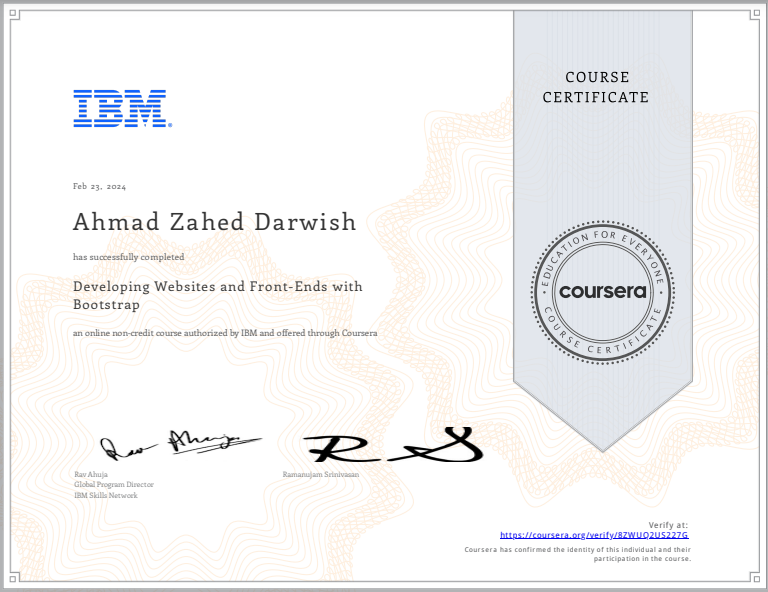 COURSE
CERTIFICATE
IBM®
Feb 23, 2024
Ahmad Zahed Darwish
has successfully completed
Developing Websites and Front-Ends with
Bootstrap
an online non-credit course authorized by IBM and offered through Coursera
EDUCATION FOR EVERYONE
coursera
COURSE CERTIFICATE
Rav Ahuja
Global Program Director
IBM Skills Network
Ramanujam Srinivasan
Verify at:
https://coursera.org/verify/8ZWUQ2US227G
Coursera has confirmed the identity of this individual and their
participation in the course.